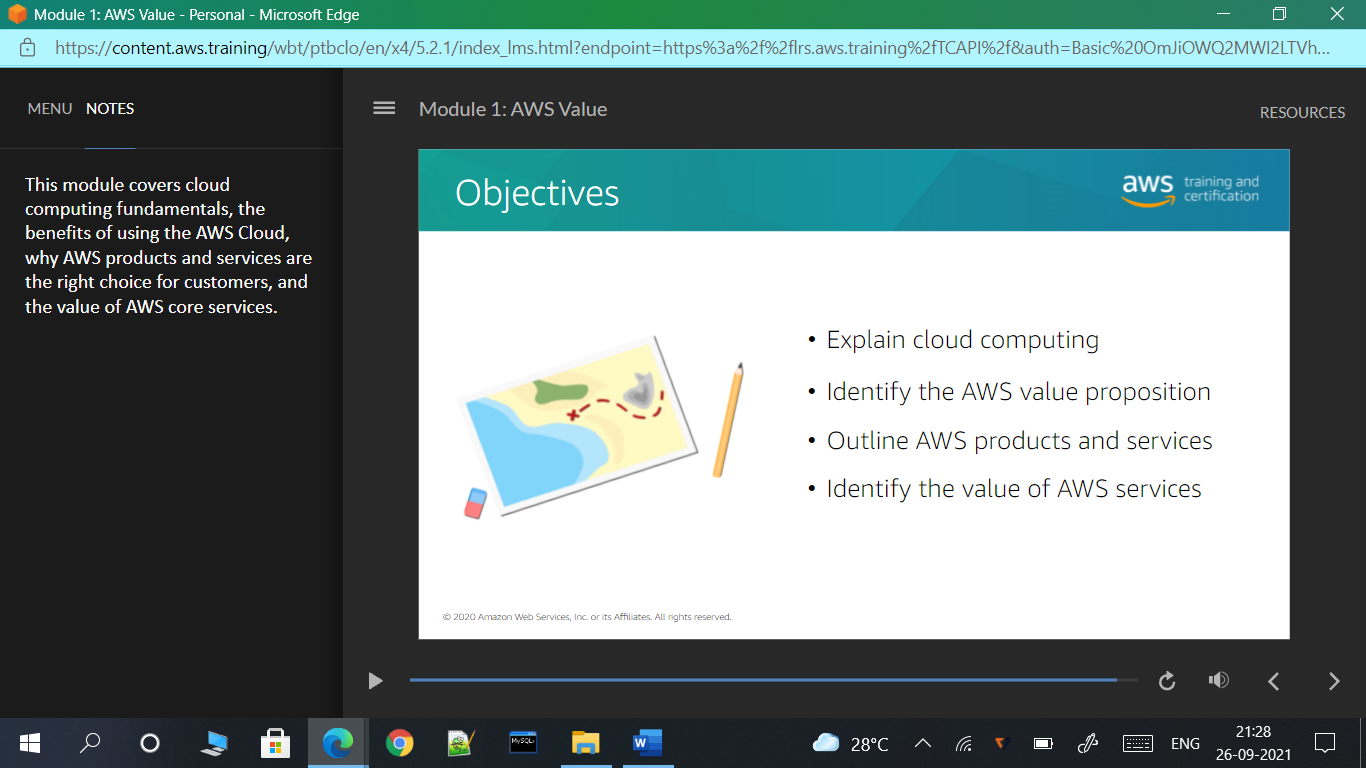 Module 1: AWS Value - Personal - Microsoft Edge
https://content.aws.training/wbt/ptbclo/en/x4/5.2.1/index_lms.html?endpoint=https%3a%2f%2flrs.aws.training%2fTCAPI%2f&auth=Basic%20OmJiOWQ2MWI2LTVh...
MENU NOTES
Module 1: AWS Value
RESOURCES
This module covers cloud
computing fundamentals, the
benefits of using the AWS Cloud,
why AWS products and services are
the right choice for customers, and
the value of AWS core services.
Objectives
aws training and
certification
• Explain cloud computing
• Identify the AWS value proposition
• Outline AWS products and services
• Identify the value of AWS services
© 2020 Amazon Web Services, Inc. or its Affiliates. All rights reserved.
MySQL
W
28°C
ENG
21:28
26-09-2021